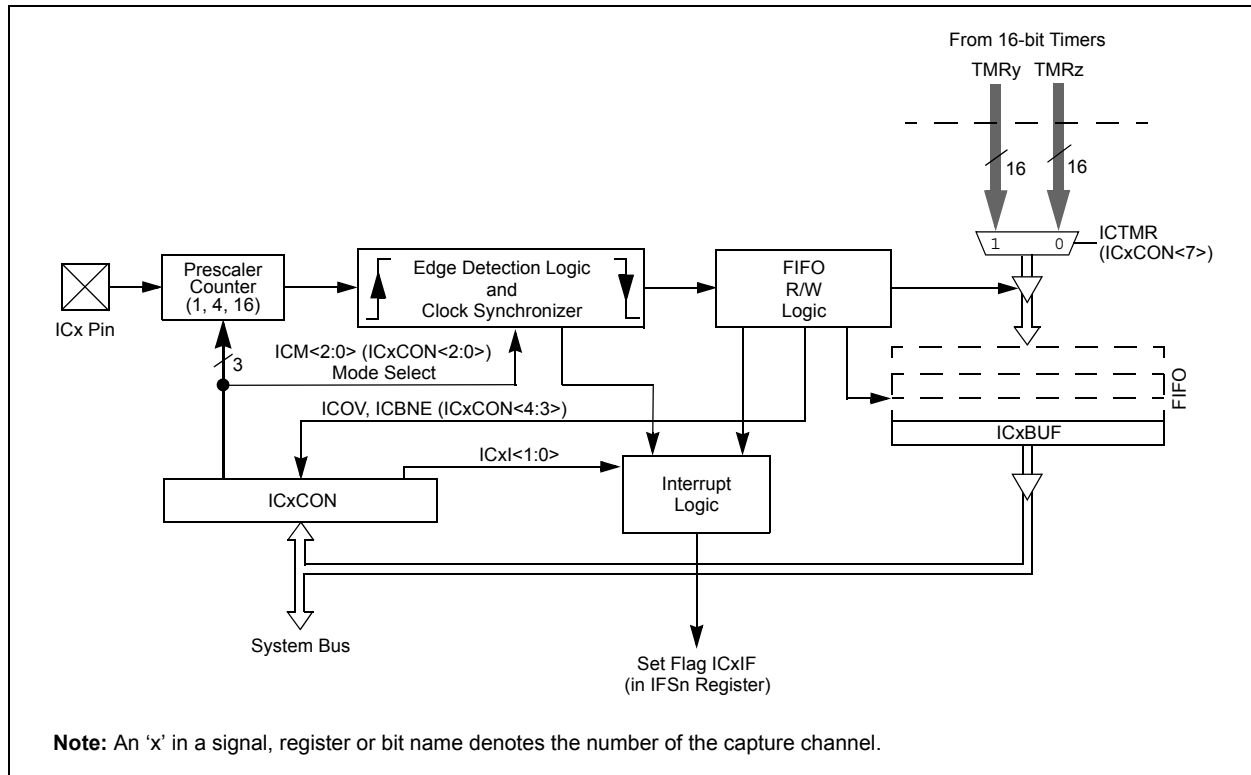 From 16-bit Timers
TMRy TMRz
16 16
1 0
ICTMR
(ICxCON<7>)
Prescaler
Counter
(1, 4, 16)
Edge Detection Logic
and
Clock Synchronizer
FIFO
R/W
Logic
ICx Pin
3
ICM<2:0> (ICxCON<2:0>)
Mode Select
FIFO
ICOV, ICBNE (ICxCON<4:3>)
ICxBUF
ICxI<1:0>
Interrupt
Logic
ICxCON
System Bus
Set Flag ICxIF
(in IFSn Register)
Note: An ‘x’ in a signal, register or bit name denotes the number of the capture channel.